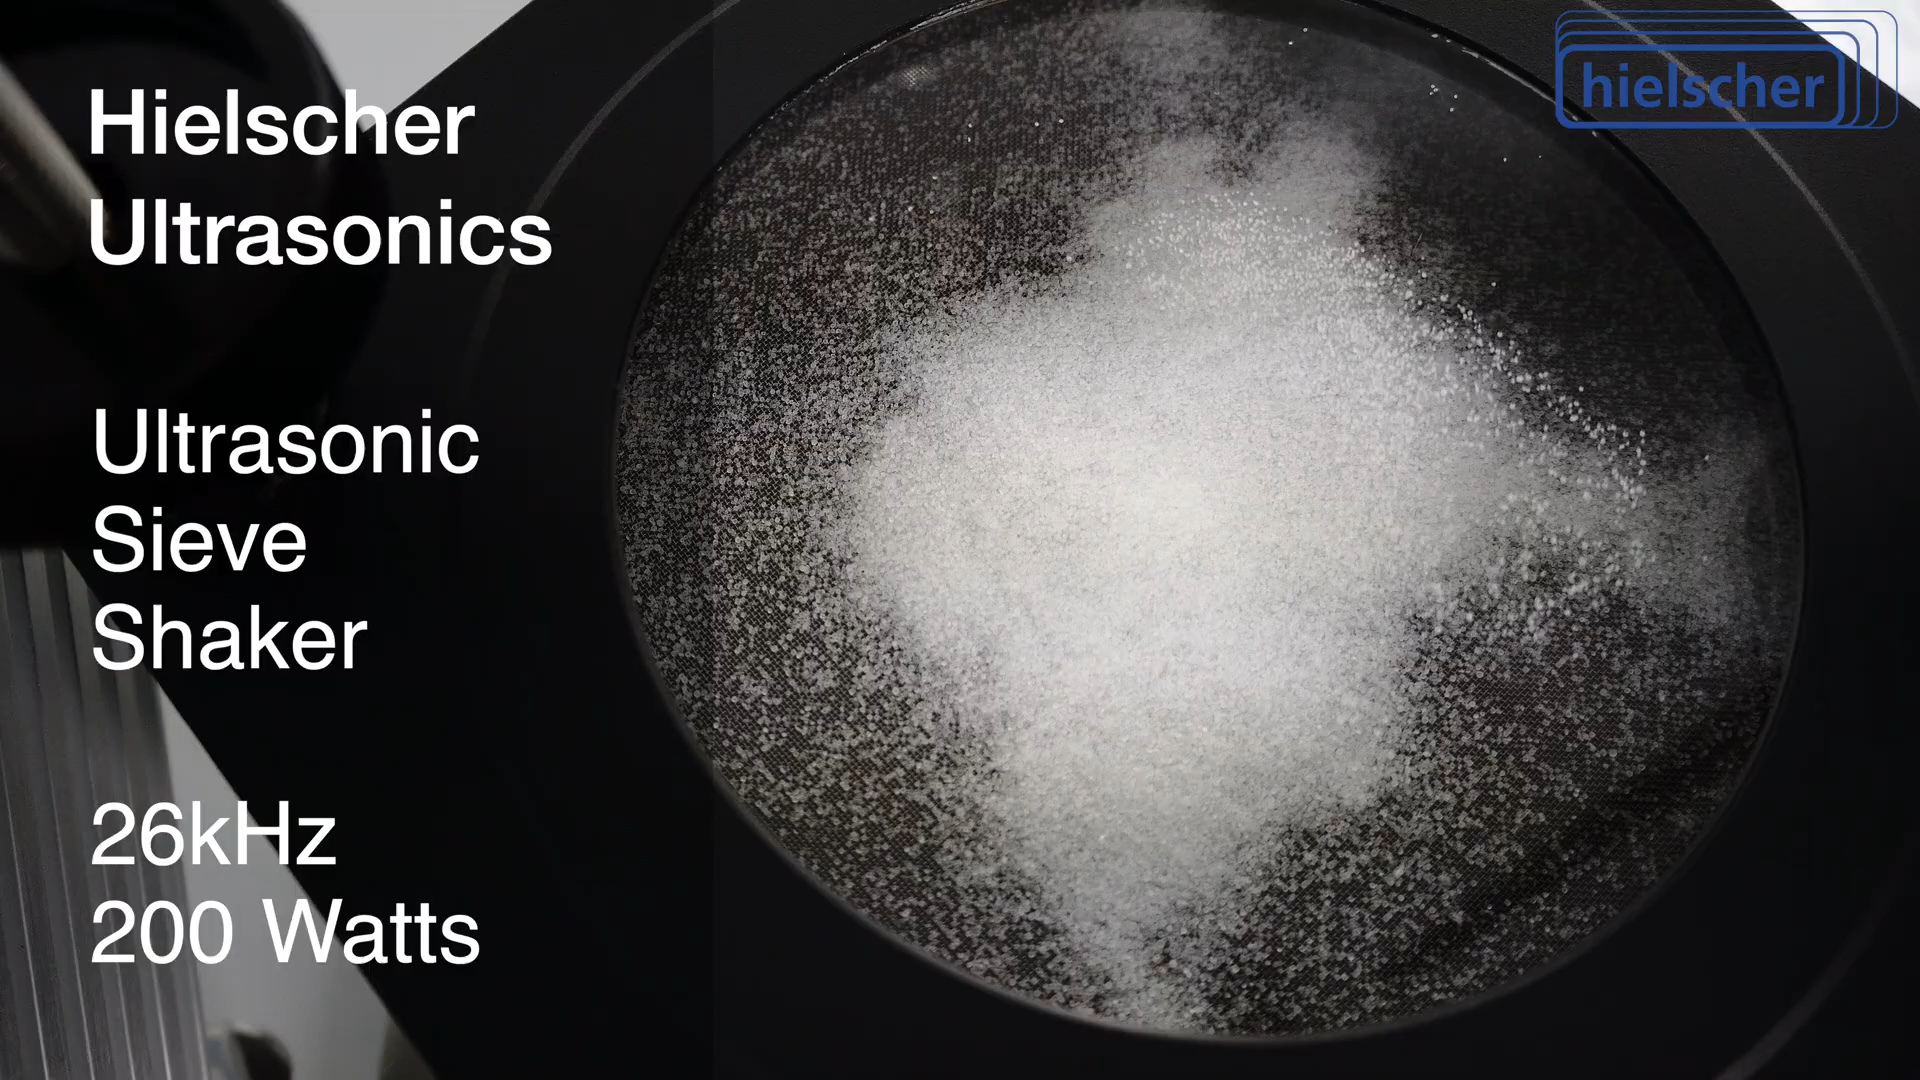 Hielscher
Ultrasonics
Ultrasonic
Sieve
Shaker
26kHz
200 Watts
hielscher